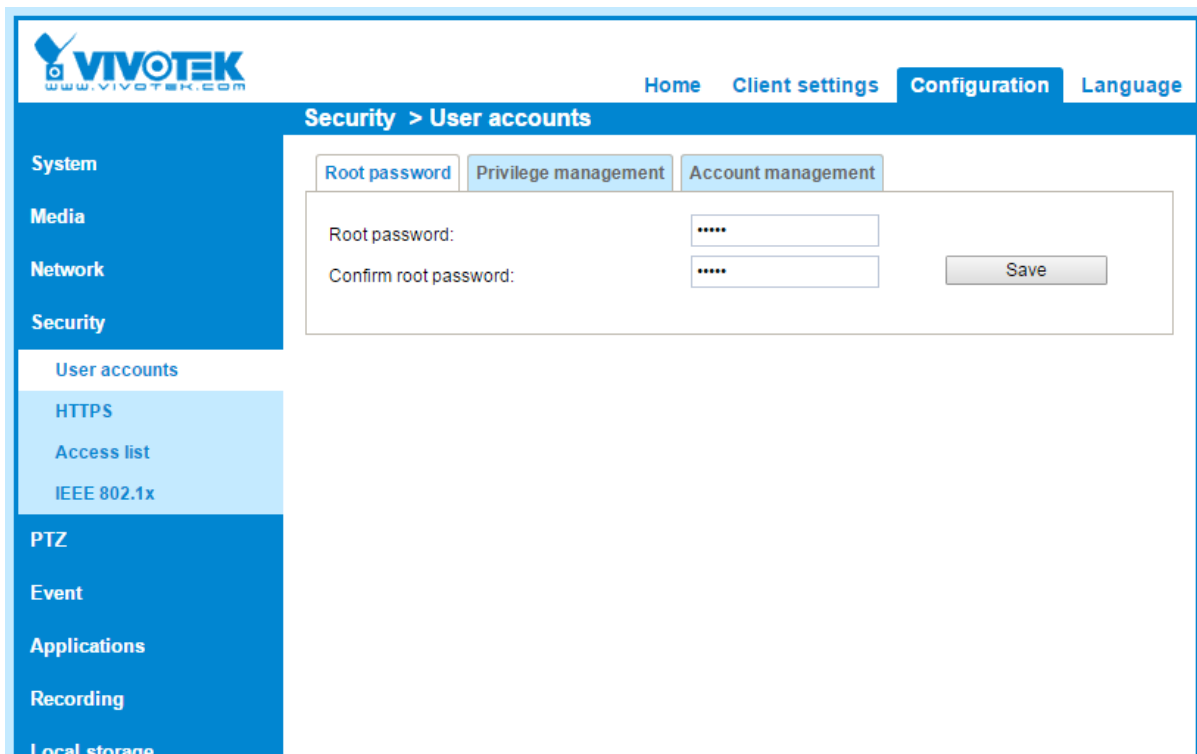 VIVOTEK
www.vivotek.com
Home Client settings Configuration Language
Security > User accounts
System
Media
Network
Security
User accounts
HTTPS
Access list
IEEE 802.1x
PTZ
Event
Applications
Recording
Local storage
Root password Privilege management Account management
Root password: •••••
Confirm root password: ••••• Save